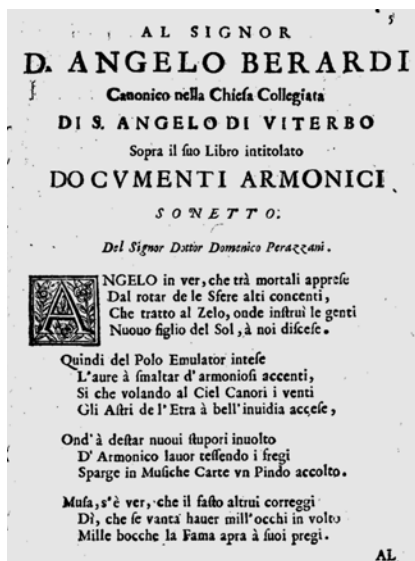 5
AL SIGNOR
D. ANGELO BERARDI
Canonico nella Chieſa Collegiata
DI S. ANGELO DI VITERBO
Sopra il ſuo Libro intitolato
DOCVMENTI ARMONICI
SONETTO.
Del Signor Dottor Domenico Perazzani.
ANGELO in ver, che trà mortali appreſe
Dal rotar de le Sfere alti concenti,
Che tratto al Zelo, onde inſtruì le genti
Nuouo figlio del Sol, à noi diſceſe.
Quindi del Polo Emulator inteſe
L'aure à ſmaltar d'armonioſi accenti,
Si che volando al Ciel Canori i venti
Gli Aſtri de l'Etra à bell'inuidia acceſe,
Ond'à deſtar nuoui ſtupori inuolto
D'Armonico lauor teſſendo i fregi
Sparge in Muſiche Carte vn Pindo accolto.
Muſa, s'è ver, che il faſto altrui correggi
Dì, che ſe vanta hauer mill'occhi in volto
Mille bocche la Fama apra à ſuoi pregi.
AL